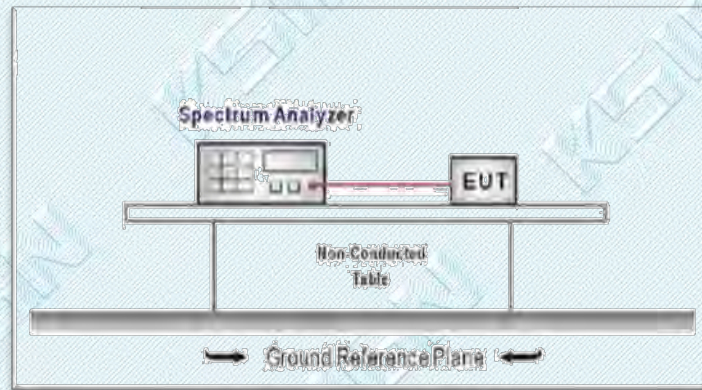 Spectrum Analyzer
EUT
Non-Conducted
Table
Ground Reference Plane